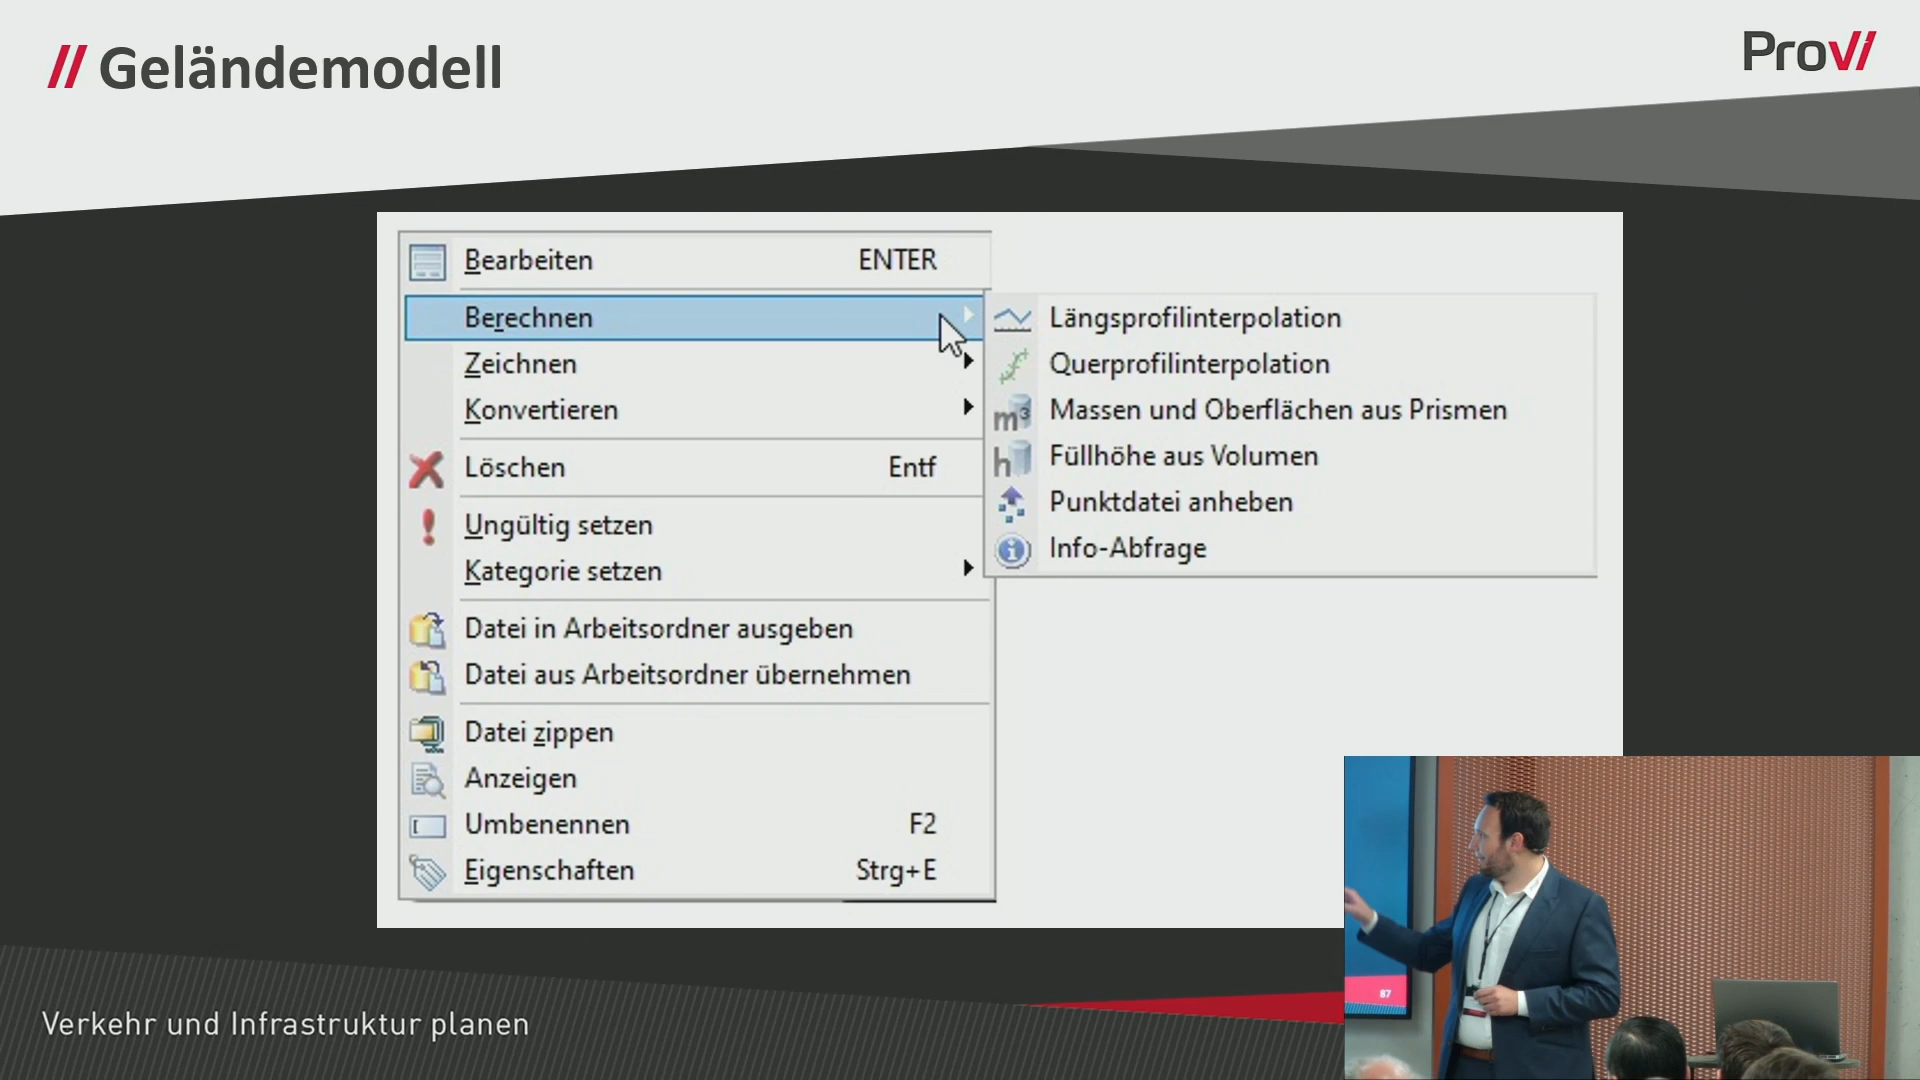 // Geländemodell
ProVI
Bearbeiten ENTER
Berechnen
Zeichnen
Konvertieren
Löschen Entf
Ungültig setzen
Kategorie setzen
Datei in Arbeitsordner ausgeben
Datei aus Arbeitsordner übernehmen
Datei zippen
Anzeigen
Umbenennen F2
Eigenschaften Strg+E
Längsprofilinterpolation
Querprofilinterpolation
m³ Massen und Oberflächen aus Prismen
h Füllhöhe aus Volumen
Punktdatei anheben
i Info-Abfrage
87
Verkehr und Infrastruktur planen